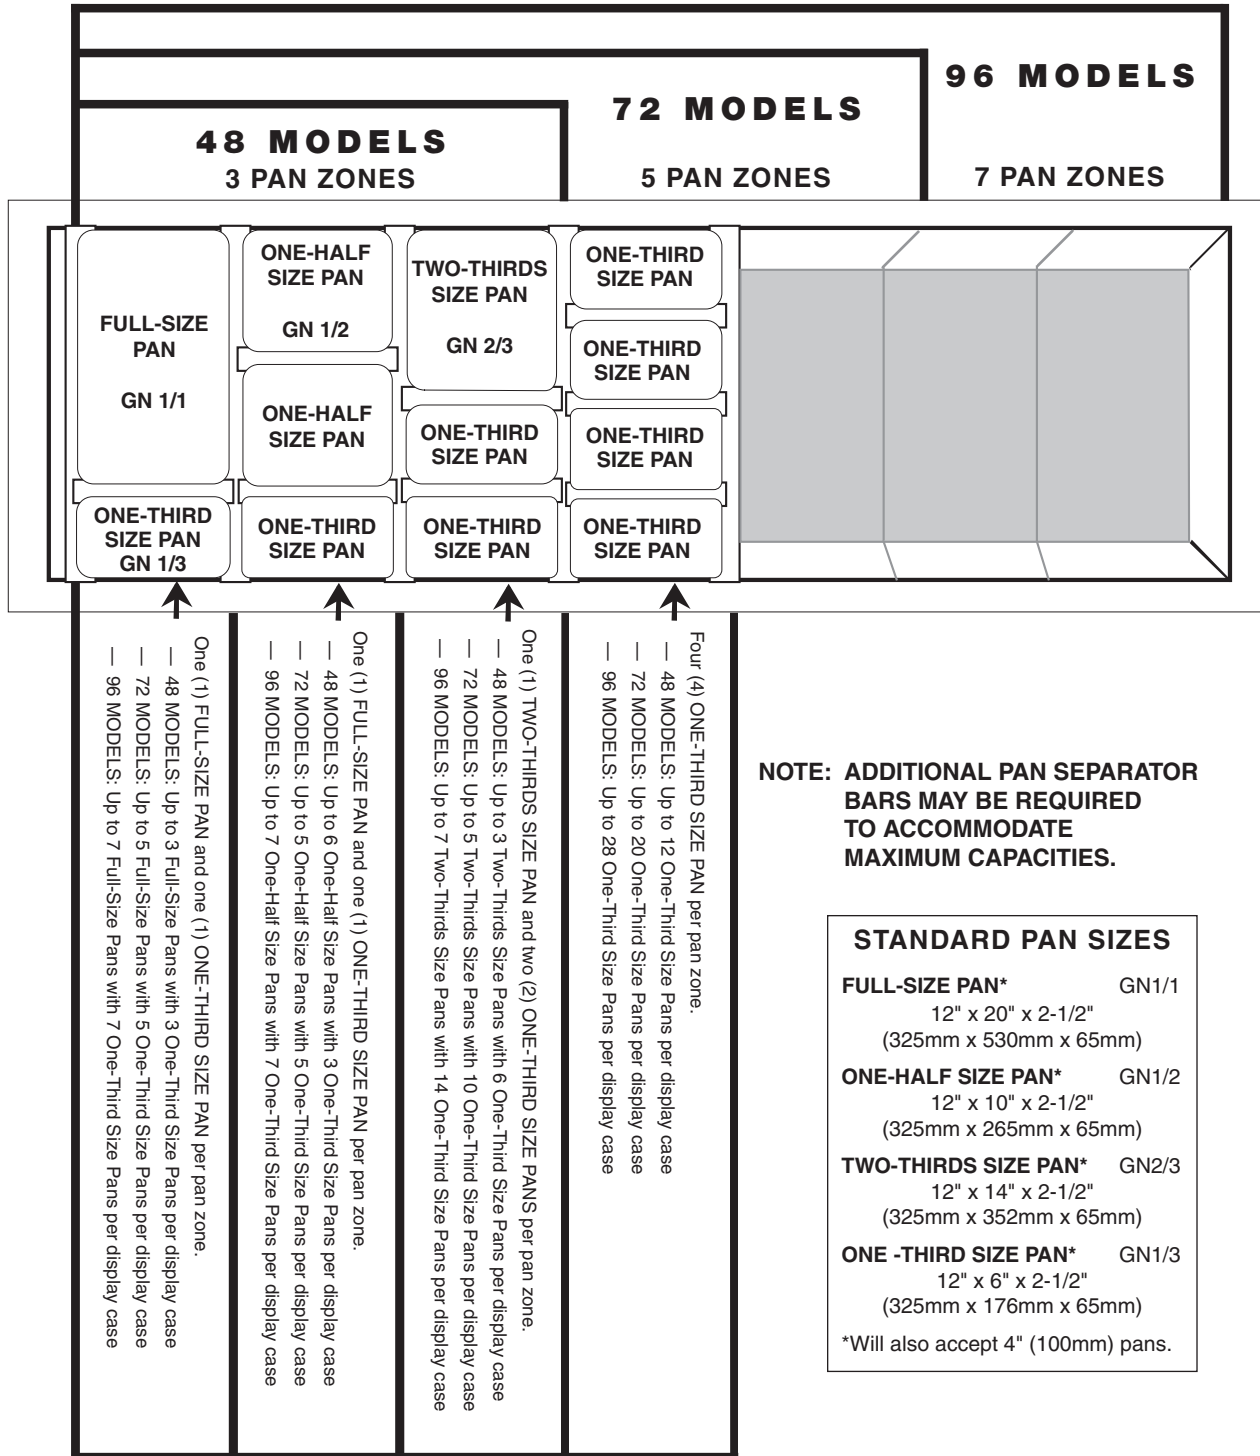 96 MODELS
72 MODELS
48 MODELS
3 PAN ZONES
5 PAN ZONES
7 PAN ZONES
FULL-SIZE
PAN
GN 1/1
ONE-THIRD
SIZE PAN
GN 1/3
ONE-HALF
SIZE PAN
GN 1/2
ONE-HALF
SIZE PAN
ONE-THIRD
SIZE PAN
TWO-THIRDS
SIZE PAN
GN 2/3
ONE-THIRD
SIZE PAN
ONE-THIRD
SIZE PAN
ONE-THIRD
SIZE PAN
ONE-THIRD
SIZE PAN
ONE-THIRD
SIZE PAN
ONE-THIRD
SIZE PAN
One (1) FULL-SIZE PAN and one (1) ONE-THIRD SIZE PAN per pan zone.
— 48 MODELS: Up to 3 Full-Size Pans with 3 One-Third Size Pans per display case
— 72 MODELS: Up to 5 Full-Size Pans with 5 One-Third Size Pans per display case
— 96 MODELS: Up to 7 Full-Size Pans with 7 One-Third Size Pans per display case
One (1) FULL-SIZE PAN and one (1) ONE-THIRD SIZE PAN per pan zone.
— 48 MODELS: Up to 6 One-Half Size Pans with 3 One-Third Size Pans per display case
— 72 MODELS: Up to 5 One-Half Size Pans with 5 One-Third Size Pans per display case
— 96 MODELS: Up to 7 One-Half Size Pans with 7 One-Third Size Pans per display case
One (1) TWO-THIRDS SIZE PAN and two (2) ONE-THIRD SIZE PANS per pan zone.
— 48 MODELS: Up to 3 Two-Thirds Size Pans with 6 One-Third Size Pans per display case
— 72 MODELS: Up to 5 Two-Thirds Size Pans with 10 One-Third Size Pans per display case
— 96 MODELS: Up to 7 Two-Thirds Size Pans with 14 One-Third Size Pans per display case
Four (4) ONE-THIRD SIZE PAN per pan zone.
— 48 MODELS: Up to 12 One-Third Size Pans per display case
— 72 MODELS: Up to 20 One-Third Size Pans per display case
— 96 MODELS: Up to 28 One-Third Size Pans per display case
NOTE: ADDITIONAL PAN SEPARATOR
BARS MAY BE REQUIRED
TO ACCOMMODATE
MAXIMUM CAPACITIES.
STANDARD PAN SIZES
FULL-SIZE PAN* GN1/1
12" x 20" x 2-1/2"
(325mm x 530mm x 65mm)
ONE-HALF SIZE PAN* GN1/2
12" x 10" x 2-1/2"
(325mm x 265mm x 65mm)
TWO-THIRDS SIZE PAN* GN2/3
12" x 14" x 2-1/2"
(325mm x 352mm x 65mm)
ONE -THIRD SIZE PAN* GN1/3
12" x 6" x 2-1/2"
(325mm x 176mm x 65mm)
*Will also accept 4" (100mm) pans.